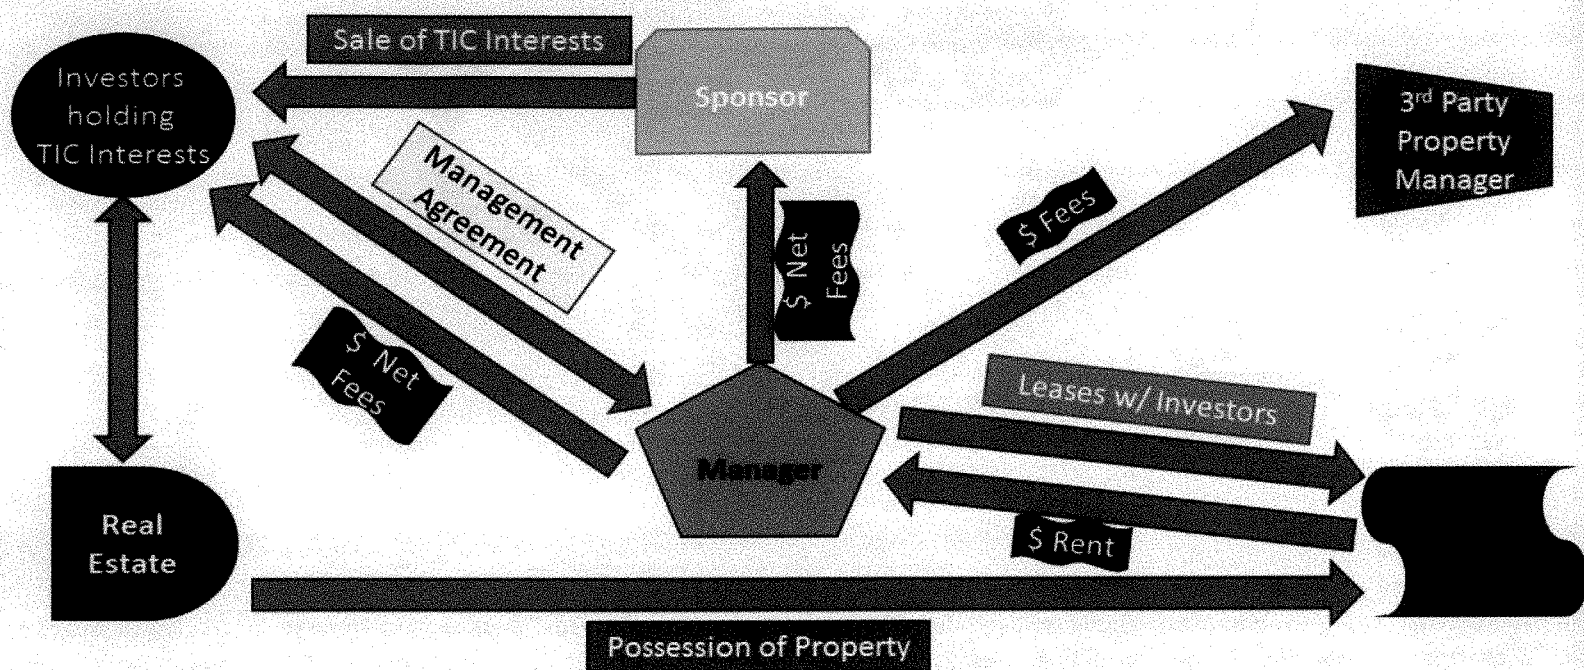 Sale of TIC Interests
Investors
holding
TIC Interests
Sponsor
3rd Party
Property
Manager
Management
Agreement
$ Net
Fees
$ Fees
$ Net
Fees
Leases w/ Investors
Manager
$ Rent
Real
Estate
Possession of Property